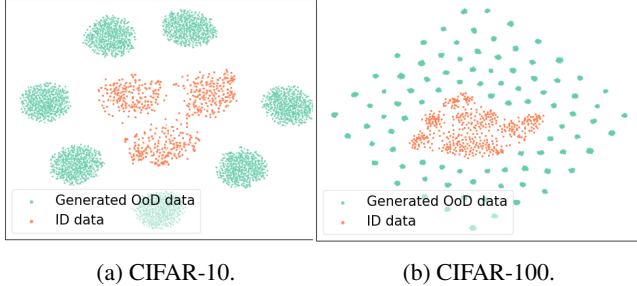 Generated OoD data
ID data
Generated OoD data
ID data
(a) CIFAR-10.
(b) CIFAR-100.